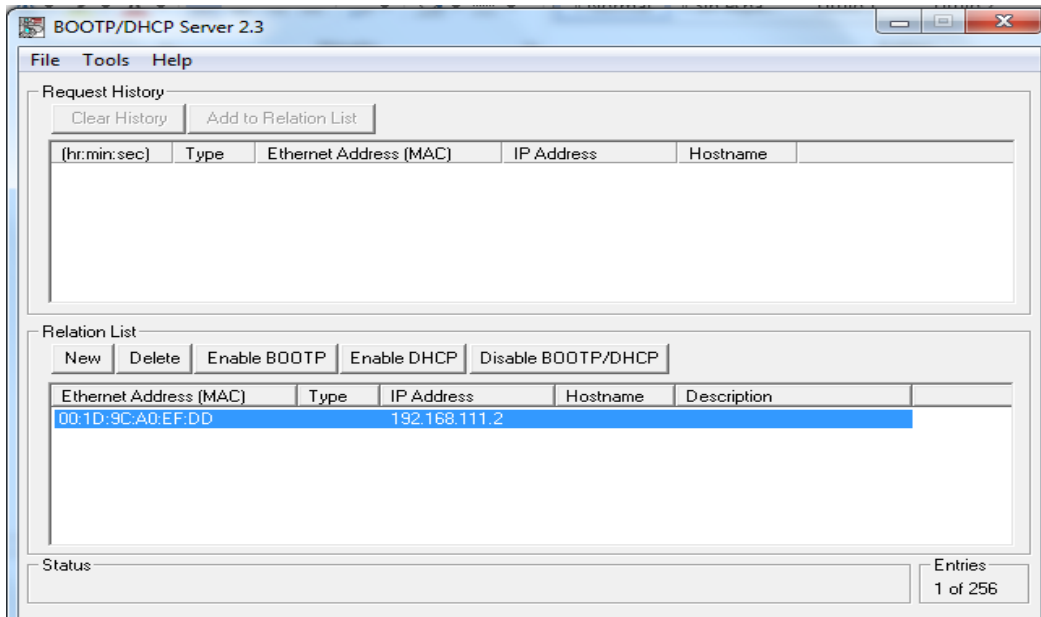 BOOTP/DHCP Server 2.3
File Tools Help
Request History
Clear History Add to Relation List
(hr:min:sec) Type Ethernet Address (MAC) IP Address Hostname
Relation List
New Delete Enable BOOTP Enable DHCP Disable BOOTP/DHCP
Ethernet Address (MAC) Type IP Address Hostname Description
00:1D:9C:A0:EF:DD 192.168.111.2
Status
Entries
1 of 256